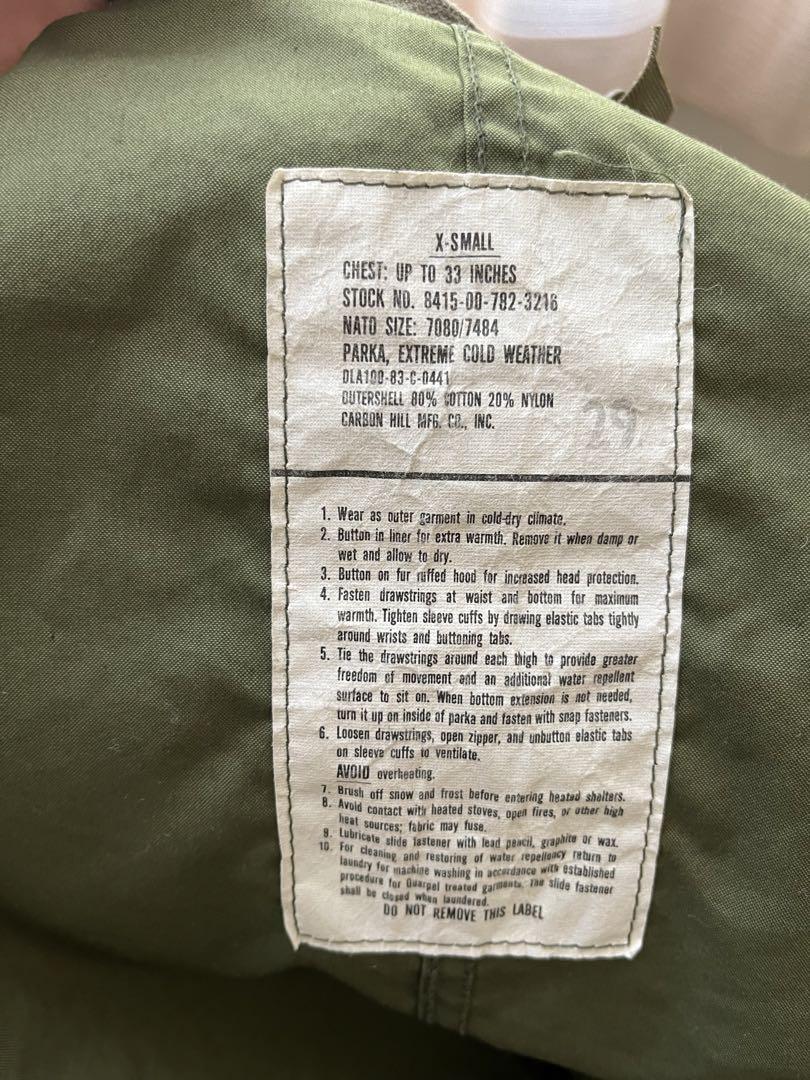 X-SMALL
CHEST: UP TO 33 INCHES
STOCK NO. 8415-00-782-3216
NATO SIZE: 7080/7484
PARKA, EXTREME COLD WEATHER
DLA100-83-C-0441
OUTERSHELL 80% COTTON 20% NYLON
CARBON HILL MFG. CO., INC.
29
1. Wear as outer garment in cold-dry climate.
2. Button in liner for extra warmth. Remove it when damp or
wet and allow to dry.
3. Button on fur ruffed hood for increased head protection.
4. Fasten drawstrings at waist and bottom for maximum
warmth. Tighten sleeve cuffs by drawing elastic tabs tightly
around wrists and buttoning tabs.
5. Tie the drawstrings around each thigh to provide greater
freedom of movement and an additional water repellent
surface to sit on. When bottom extension is not needed,
turn it up on inside of parka and fasten with snap fasteners.
6. Loosen drawstrings, open zipper, and unbutton elastic tabs
on sleeve cuffs to ventilate.
AVOID overheating.
7. Brush off snow and frost before entering heated shelters.
8. Avoid contact with heated stoves, open fires, or other high
heat sources; fabric may fuse.
9. Lubricate slide fastener with lead pencil, graphite or wax.
10. For cleaning and restoring of water repellency return to
laundry for machine washing in accordance with established
procedure for Quarpel treated garments. The slide fastener
shall be closed when laundered.
DO NOT REMOVE THIS LABEL